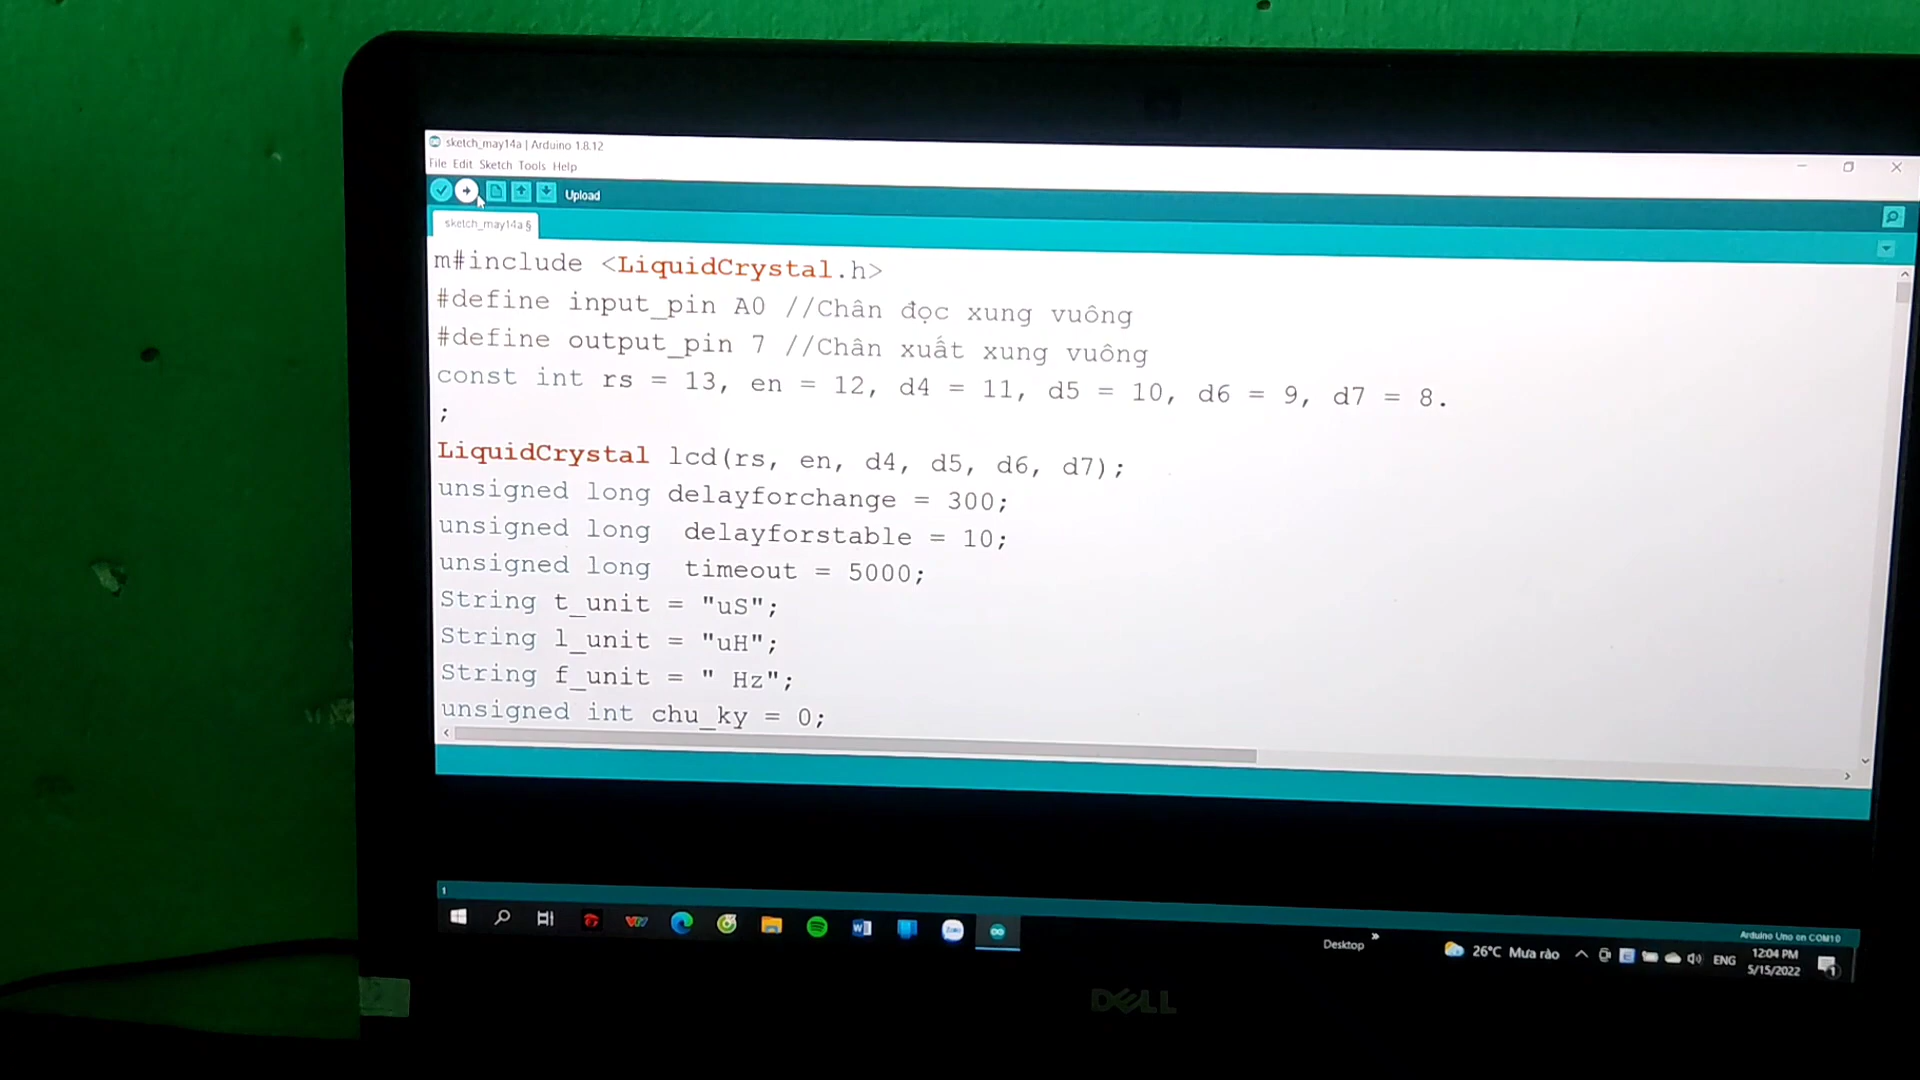 sketch_may14a | Arduino 1.8.12
File Edit Sketch Tools Help
Upload
sketch_may14a §
m#include <LiquidCrystal.h>
#define input_pin A0 //Chân đọc xung vuông
#define output_pin 7 //Chân xuất xung vuông
const int rs = 13, en = 12, d4 = 11, d5 = 10, d6 = 9, d7 = 8.
;
LiquidCrystal lcd(rs, en, d4, d5, d6, d7);
unsigned long delayforchange = 300;
unsigned long  delayforstable = 10;
unsigned long  timeout = 5000;
String t_unit = "uS";
String l_unit = "uH";
String f_unit = " Hz";
unsigned int chu_ky = 0;
1
Arduino Uno on COM10
VTV
W
Zalo
Desktop
26°C Mưa rào
ENG
12:04 PM
5/15/2022
1
DELL